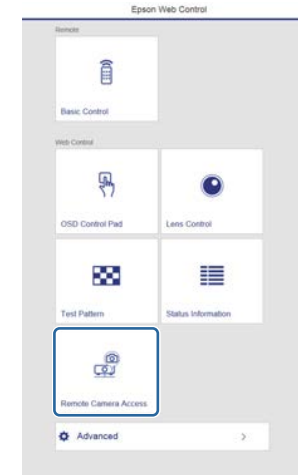 Epson Web Control
Remote
Basic Control
Web Control
OSD Control Pad
Lens Control
Test Pattern
Status Information
Remote Camera Access
Advanced